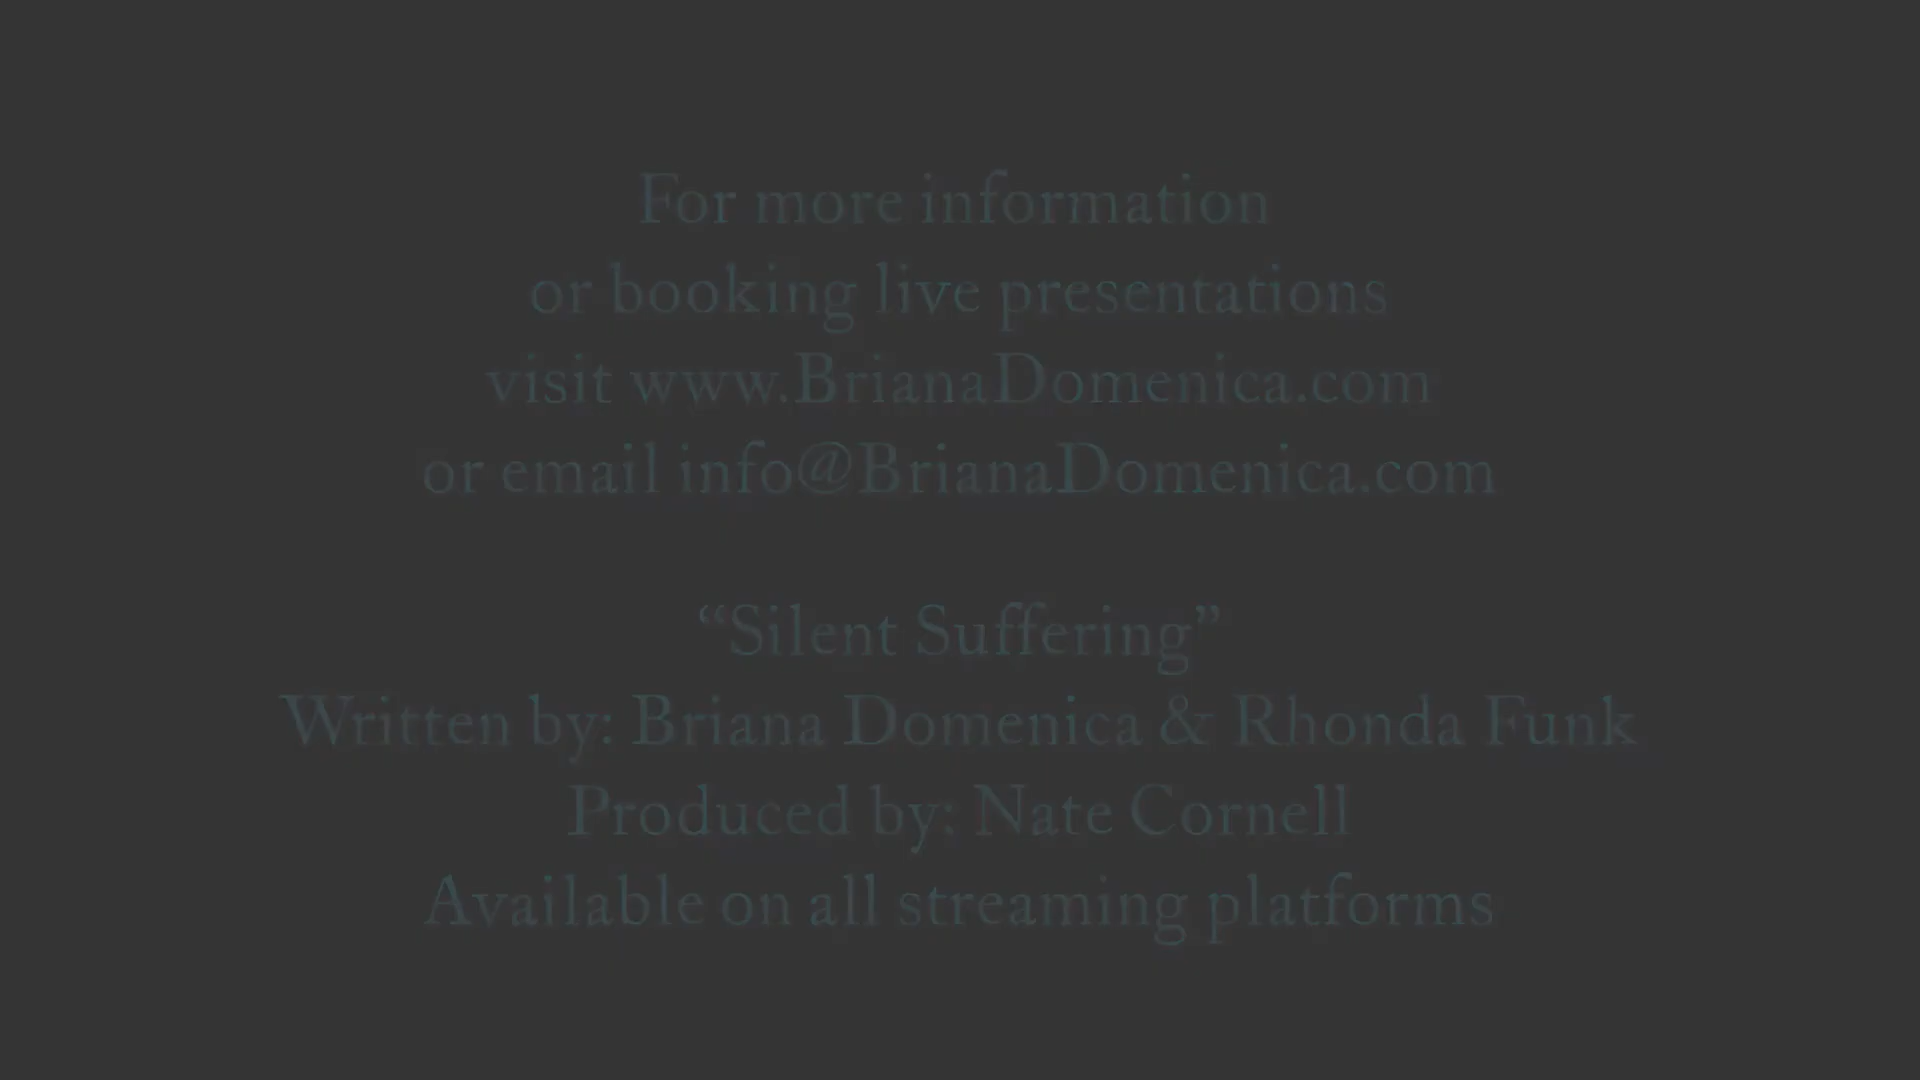 For more information
or booking live presentations
visit www.BrianaDomenica.com
or email info@BrianaDomenica.com
“Silent Suffering”
Written by: Briana Domenica & Rhonda Funk
Produced by: Nate Cornell
Available on all streaming platforms